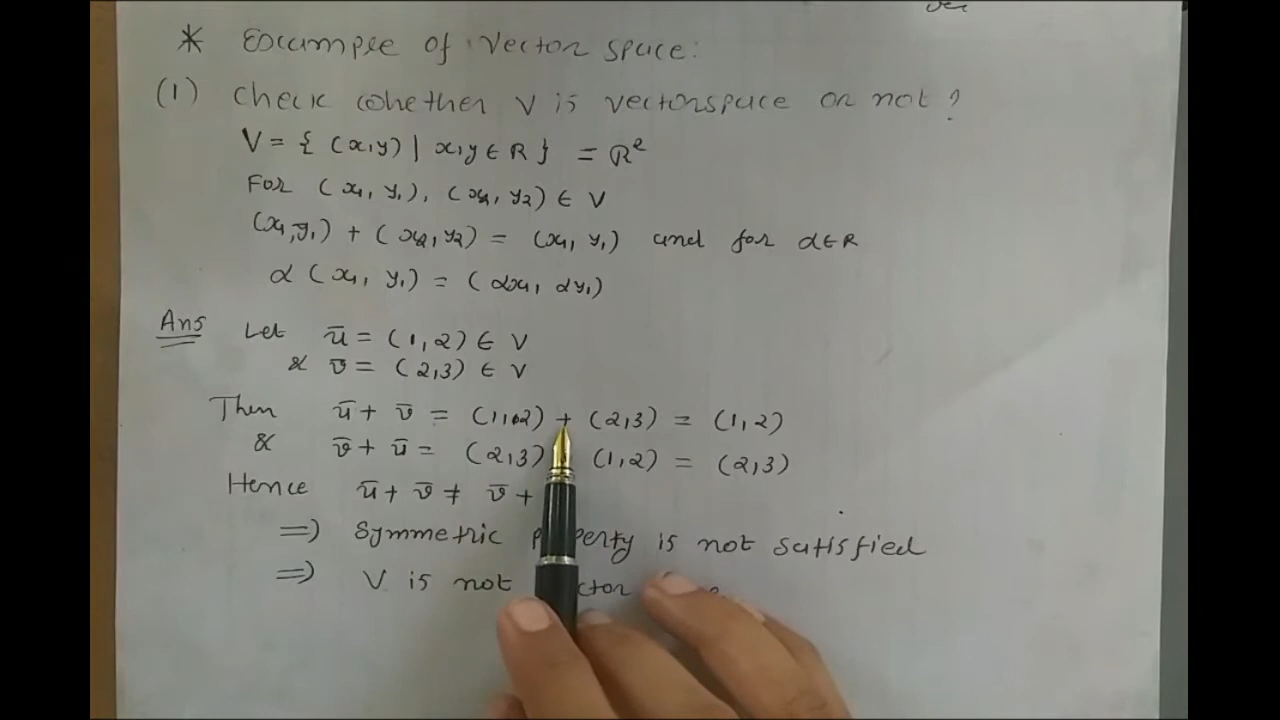 * Example of vector space:
(1) Check whether V is vectorspace or not?
V = { (x,y) | x,y ∈ R } = R²
For (x₁, y₁), (x₂, y₂) ∈ V
(x₁,y₁) + (x₂,y₂) = (x₁, y₁) and for α∈R
α (x₁, y₁) = (αx₁, αy₁)
Ans Let ū = (1,2) ∈ V
& v̄ = (2,3) ∈ V
Then ū + v̄ = (1,2) + (2,3) = (1,2)
& v̄ + ū = (2,3) (1,2) = (2,3)
Hence ū + v̄ ≠ v̄ +
⇒ Symmetric is not satisfied
⇒ V is not